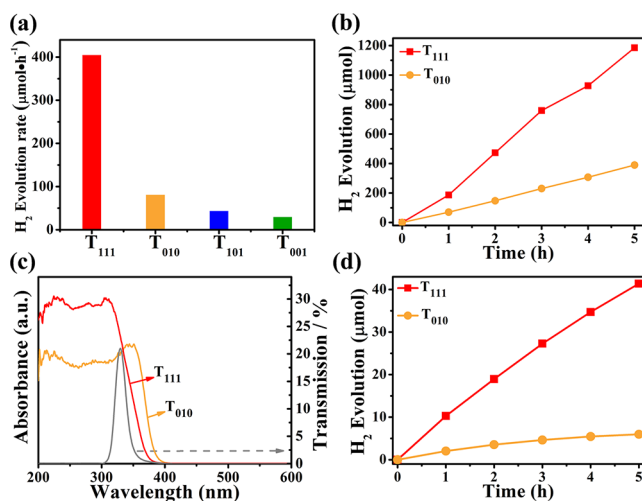 (a)
H₂ Evolution rate (μmol•h⁻¹)
400
300
200
100
0
T₁₁₁
T₀₁₀
T₁₀₁
T₀₀₁
(b)
H₂ Evolution (μmol)
1200
1000
800
600
400
200
0
T₁₁₁
T₀₁₀
0 1 2 3 4 5
Time (h)
(c)
Absorbance (a.u.)
Transmission / %
30
25
20
15
10
5
0
T₁₁₁
T₀₁₀
200 300 400 500 600
Wavelength (nm)
(d)
H₂ Evolution (μmol)
40
30
20
10
0
T₁₁₁
T₀₁₀
0 1 2 3 4 5
Time (h)